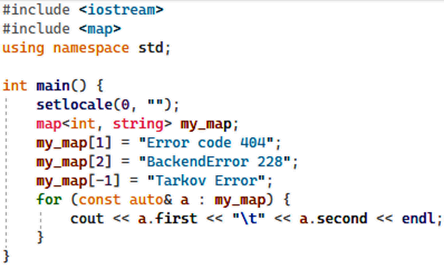 #include <iostream>
#include <map>
using namespace std;
int main() {
setlocale(0, "");
map<int, string> my_map;
my_map[1] = "Error code 404";
my_map[2] = "BackendError 228";
my_map[-1] = "Tarkov Error";
for (const auto& a : my_map) {
cout << a.first << "\t" << a.second << endl;
}
}